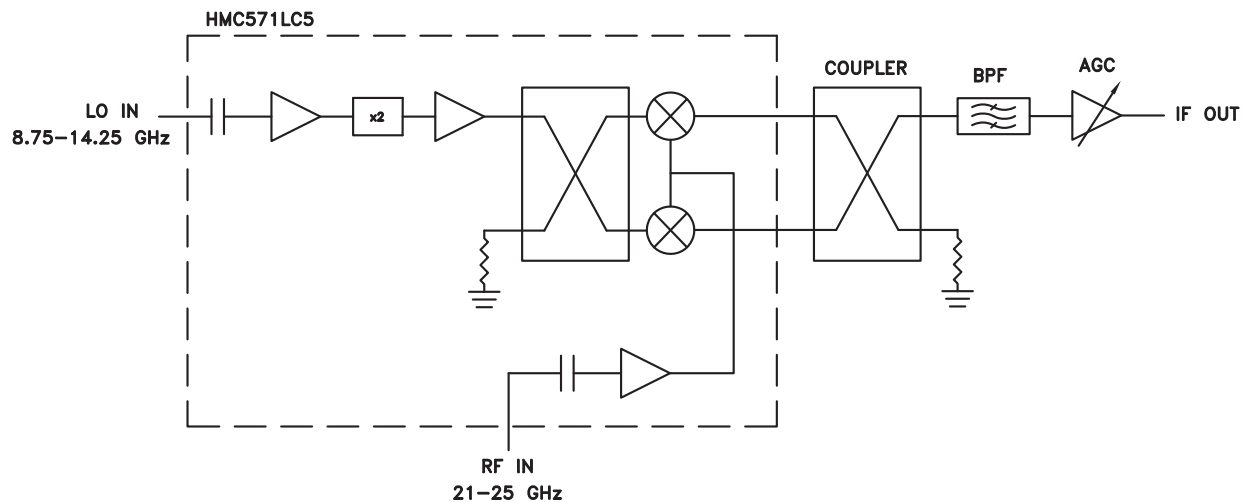 HMC571LC5
COUPLER
BPF
AGC
LO IN
8.75–14.25 GHz
x2
IF OUT
RF IN
21–25 GHz